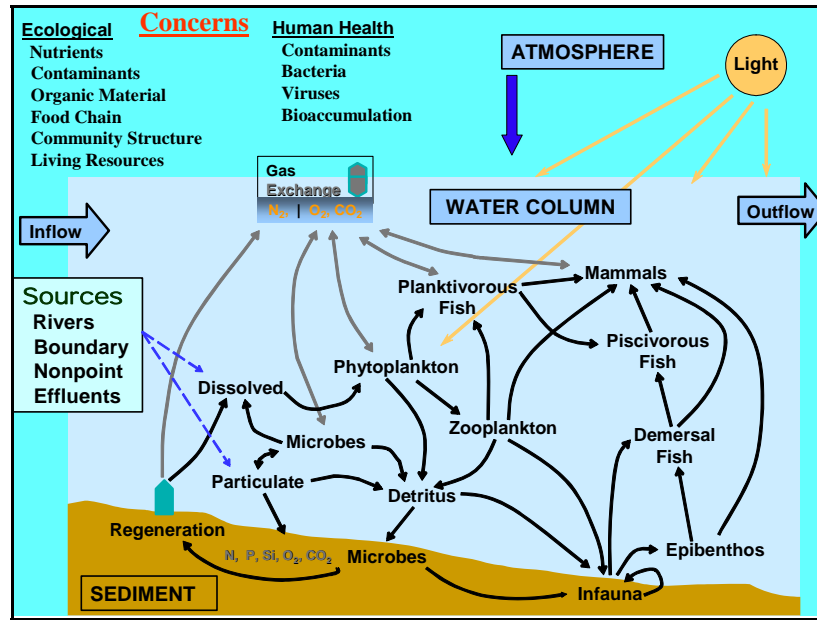 Concerns
Ecological
Nutrients
Contaminants
Organic Material
Food Chain
Community Structure
Living Resources
Human Health
Contaminants
Bacteria
Viruses
Bioaccumulation
ATMOSPHERE
Light
Gas
Exchange
N₂, | O₂, CO₂
WATER COLUMN
Inflow
Outflow
Sources
Rivers
Boundary
Nonpoint
Effluents
Planktivorous
Fish
Mammals
Piscivorous
Fish
Phytoplankton
Dissolved
Zooplankton
Microbes
Demersal
Fish
Particulate
Detritus
Regeneration
N, P, Si, O₂, CO₂
Microbes
Epibenthos
SEDIMENT
Infauna